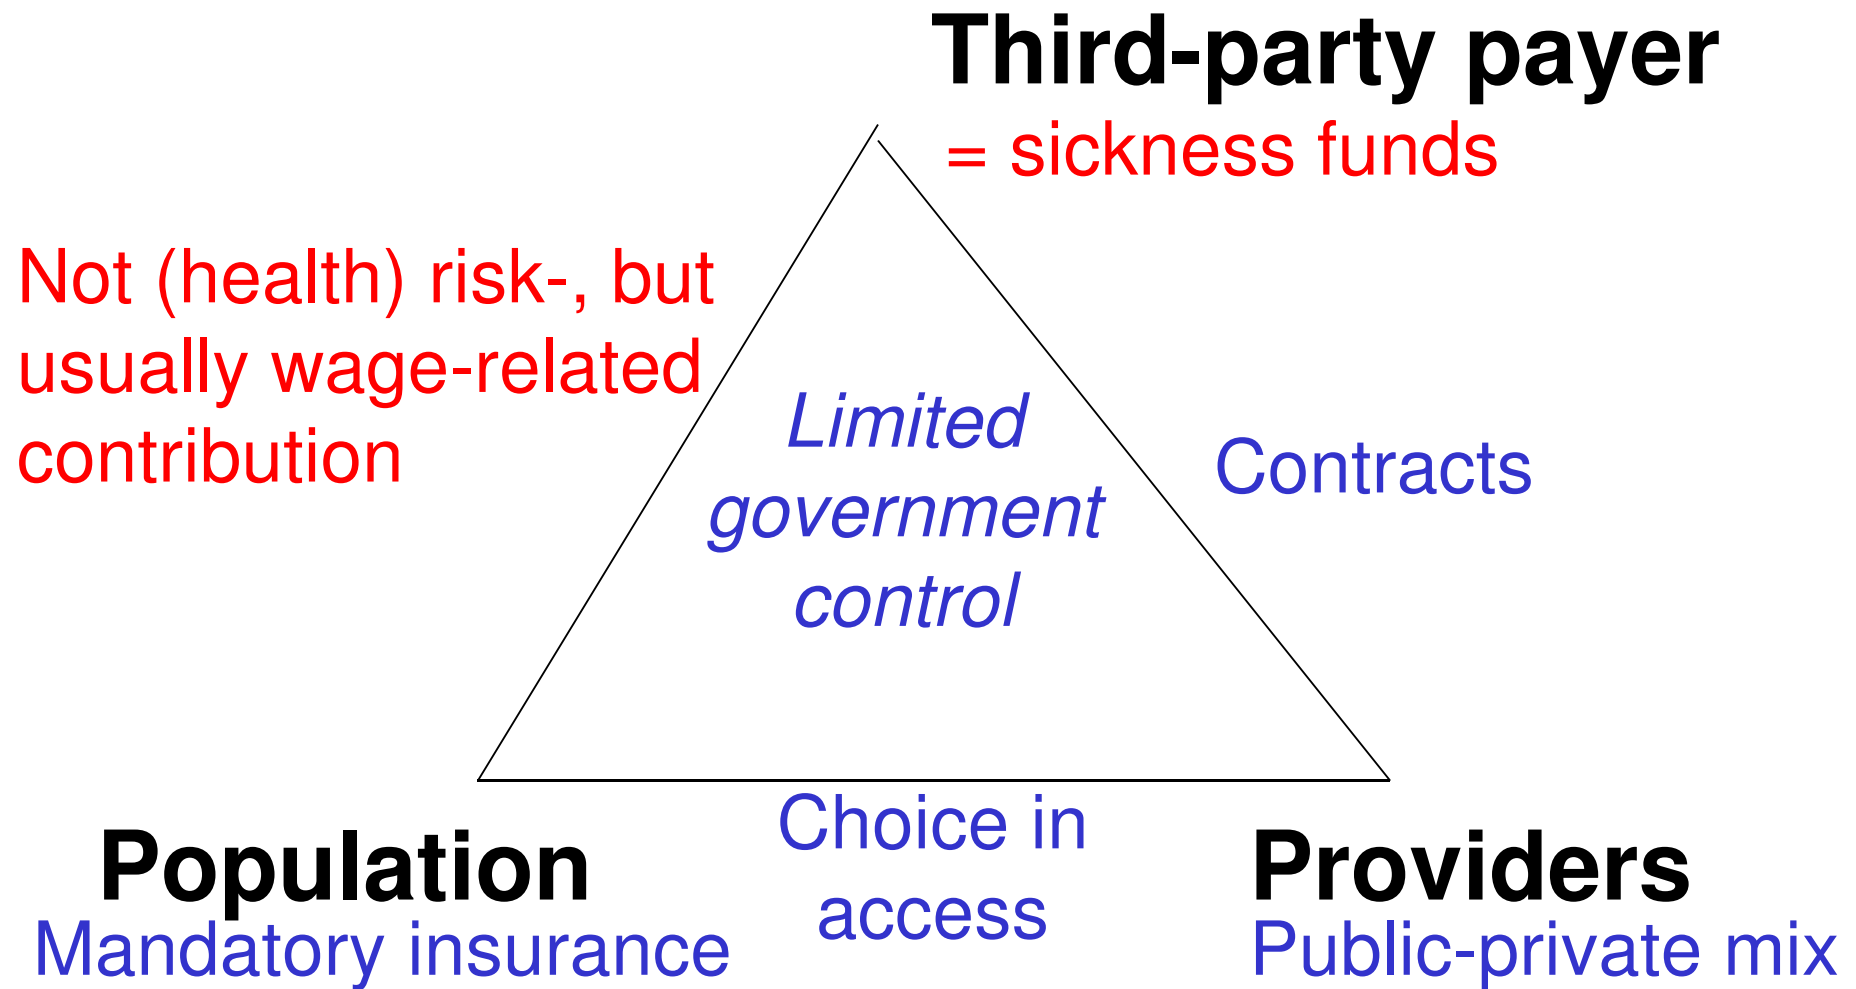 Third-party payer
= sickness funds
Not (health) risk-, but
usually wage-related
contribution
Limited
government
control
Contracts
Choice in
access
Population
Mandatory insurance
Providers
Public-private mix